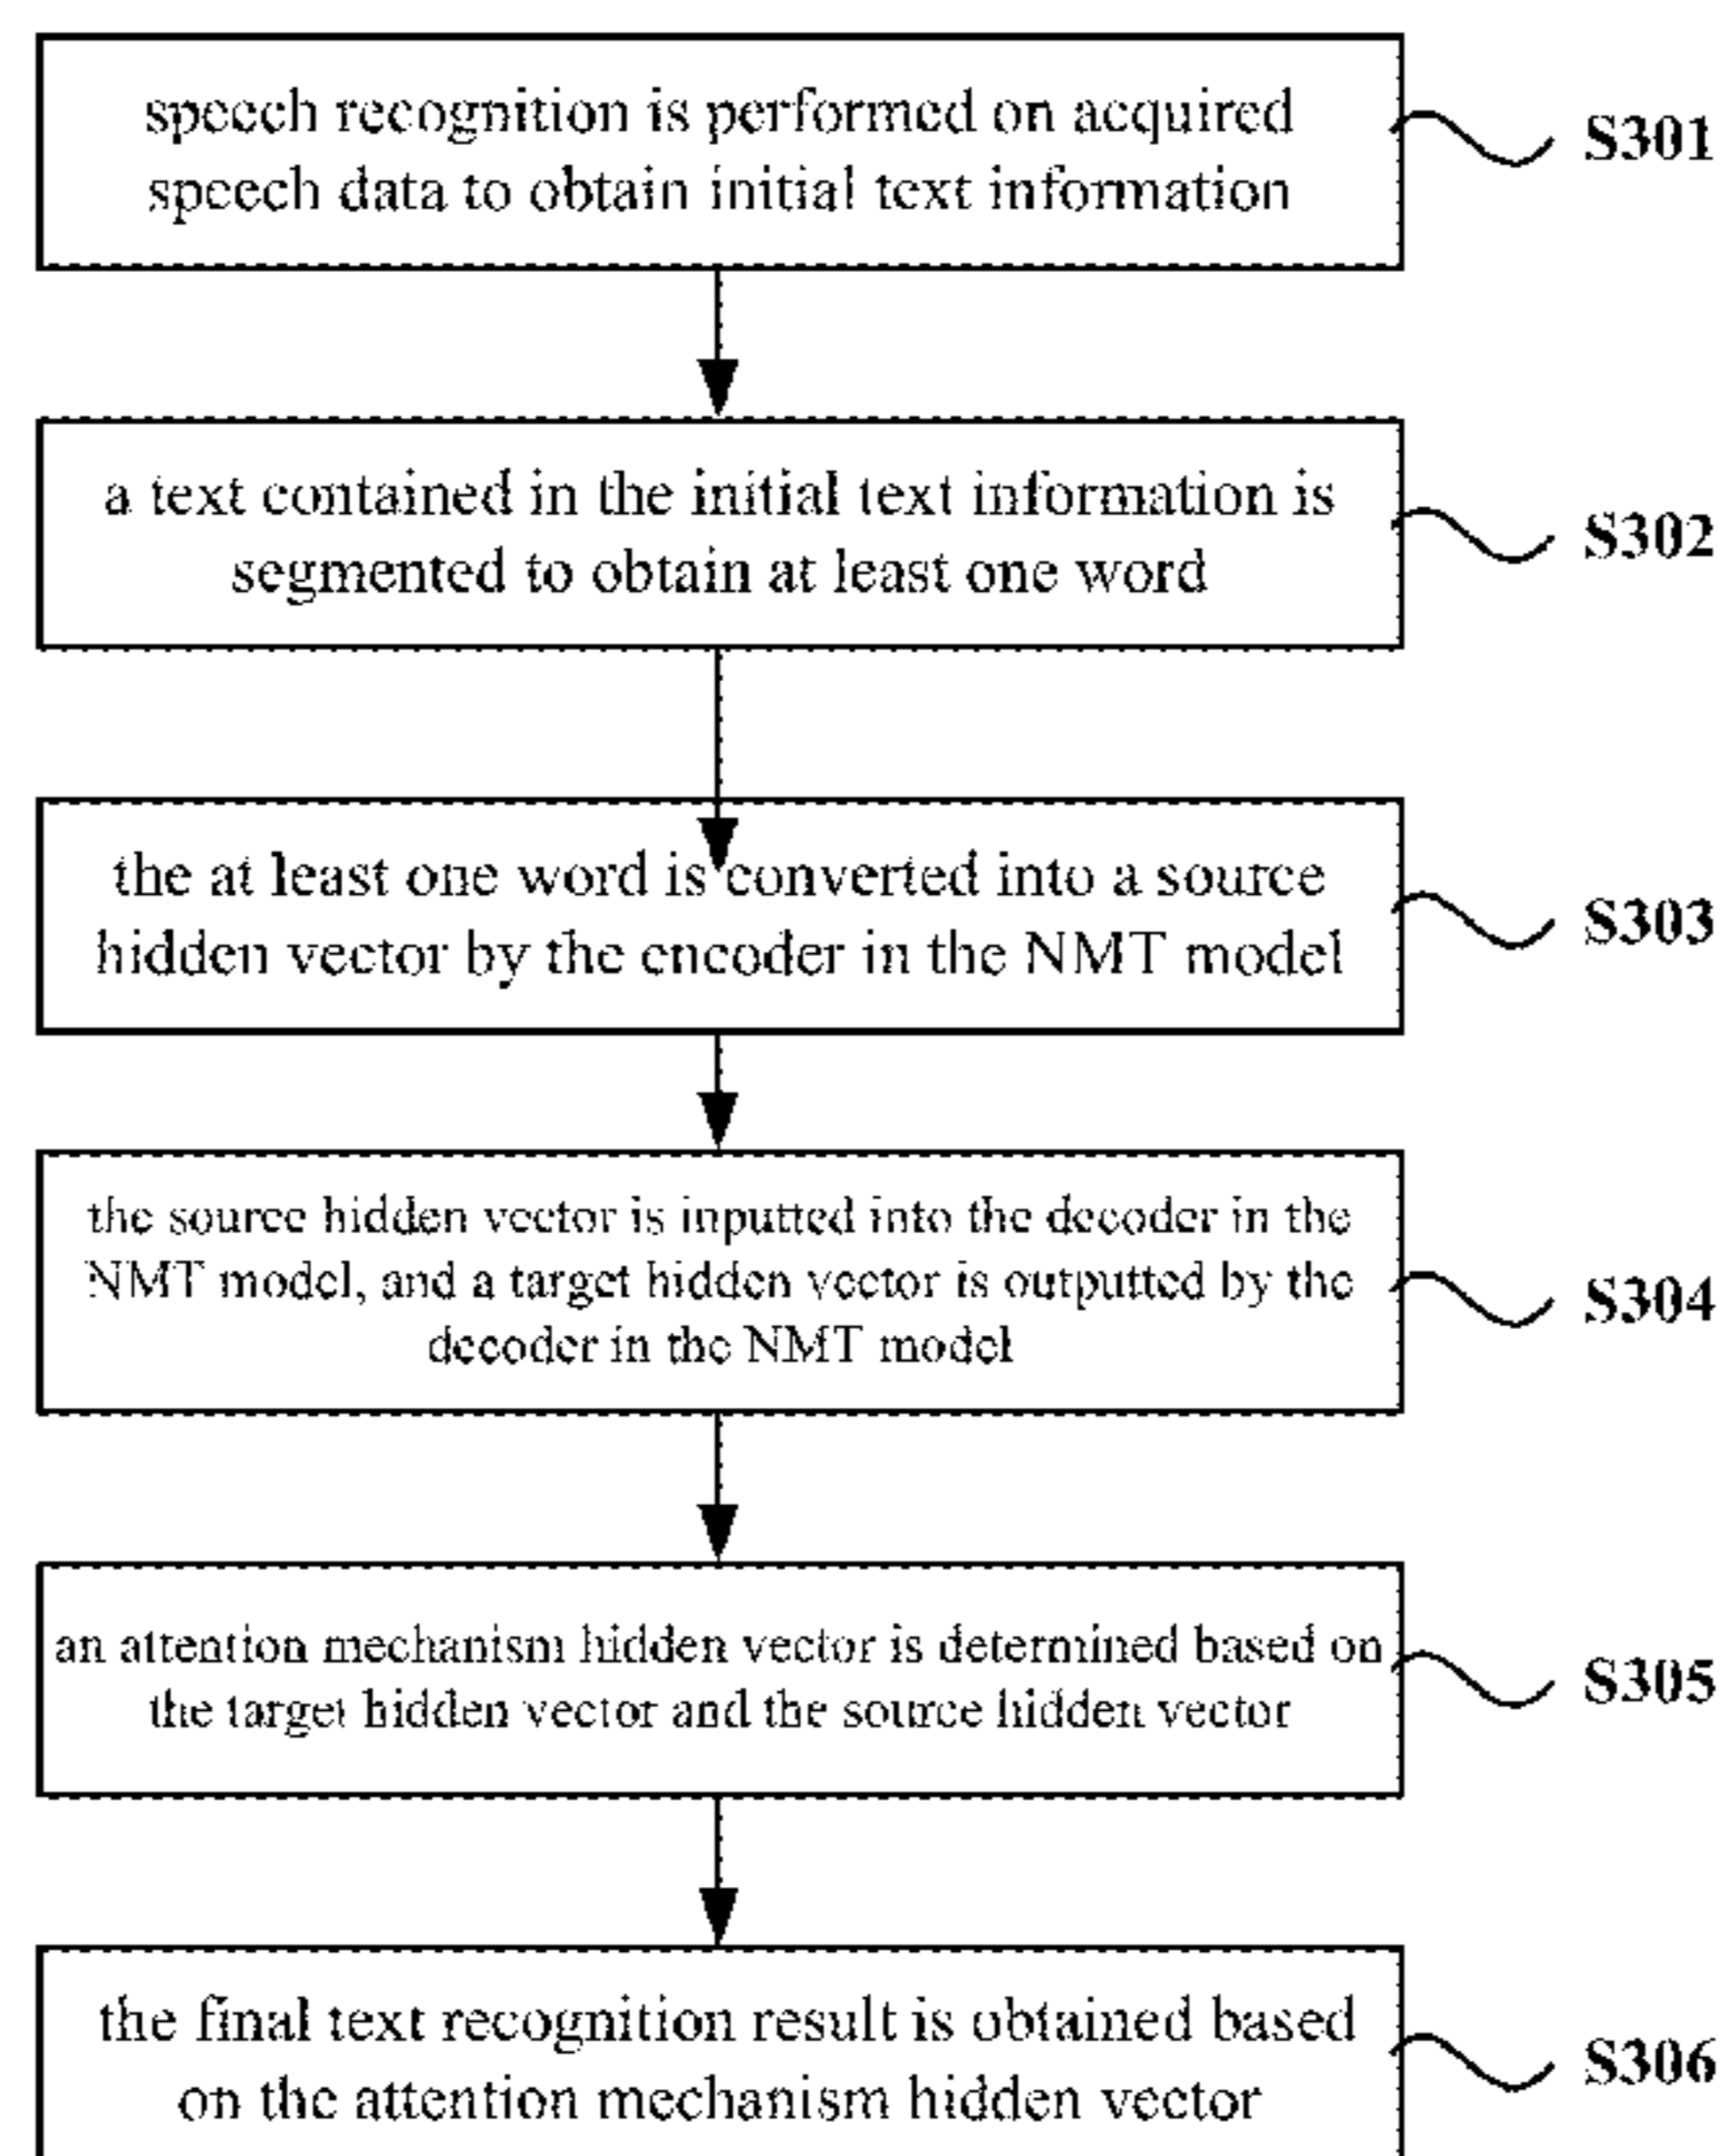 speech recognition is performed on acquired
speech data to obtain initial text information
S301
a text contained in the initial text information is
segmented to obtain at least one word
S302
the at least one word is converted into a source
hidden vector by the encoder in the NMT model
S303
the source hidden vector is inputted into the decoder in the
NMT model, and a target hidden vector is outputted by the
decoder in the NMT model
S304
an attention mechanism hidden vector is determined based on
the target hidden vector and the source hidden vector
S305
the final text recognition result is obtained based
on the attention mechanism hidden vector
S306